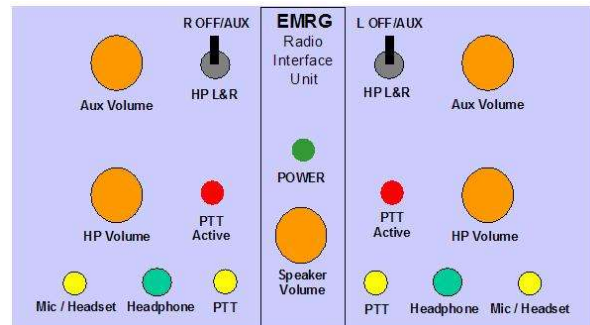 R OFF/AUX
EMRG
L OFF/AUX
Radio
Interface
Unit
HP L&R
HP L&R
Aux Volume
Aux Volume
POWER
PTT
Active
PTT
Active
HP Volume
HP Volume
Speaker
Volume
Mic / Headset
Headphone
PTT
PTT
Headphone
Mic / Headset